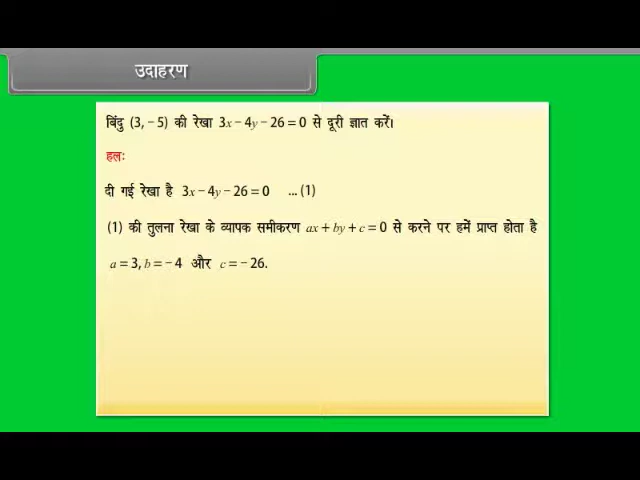 उदाहरण
बिंदु (3, – 5) की रेखा 3x – 4y – 26 = 0 से दूरी ज्ञात करें।
हलः
दी गई रेखा है 3x – 4y – 26 = 0 ... (1)
(1) की तुलना रेखा के व्यापक समीकरण ax + by + c = 0 से करने पर हमें प्राप्त होता है
a = 3, b = – 4 और c = – 26.